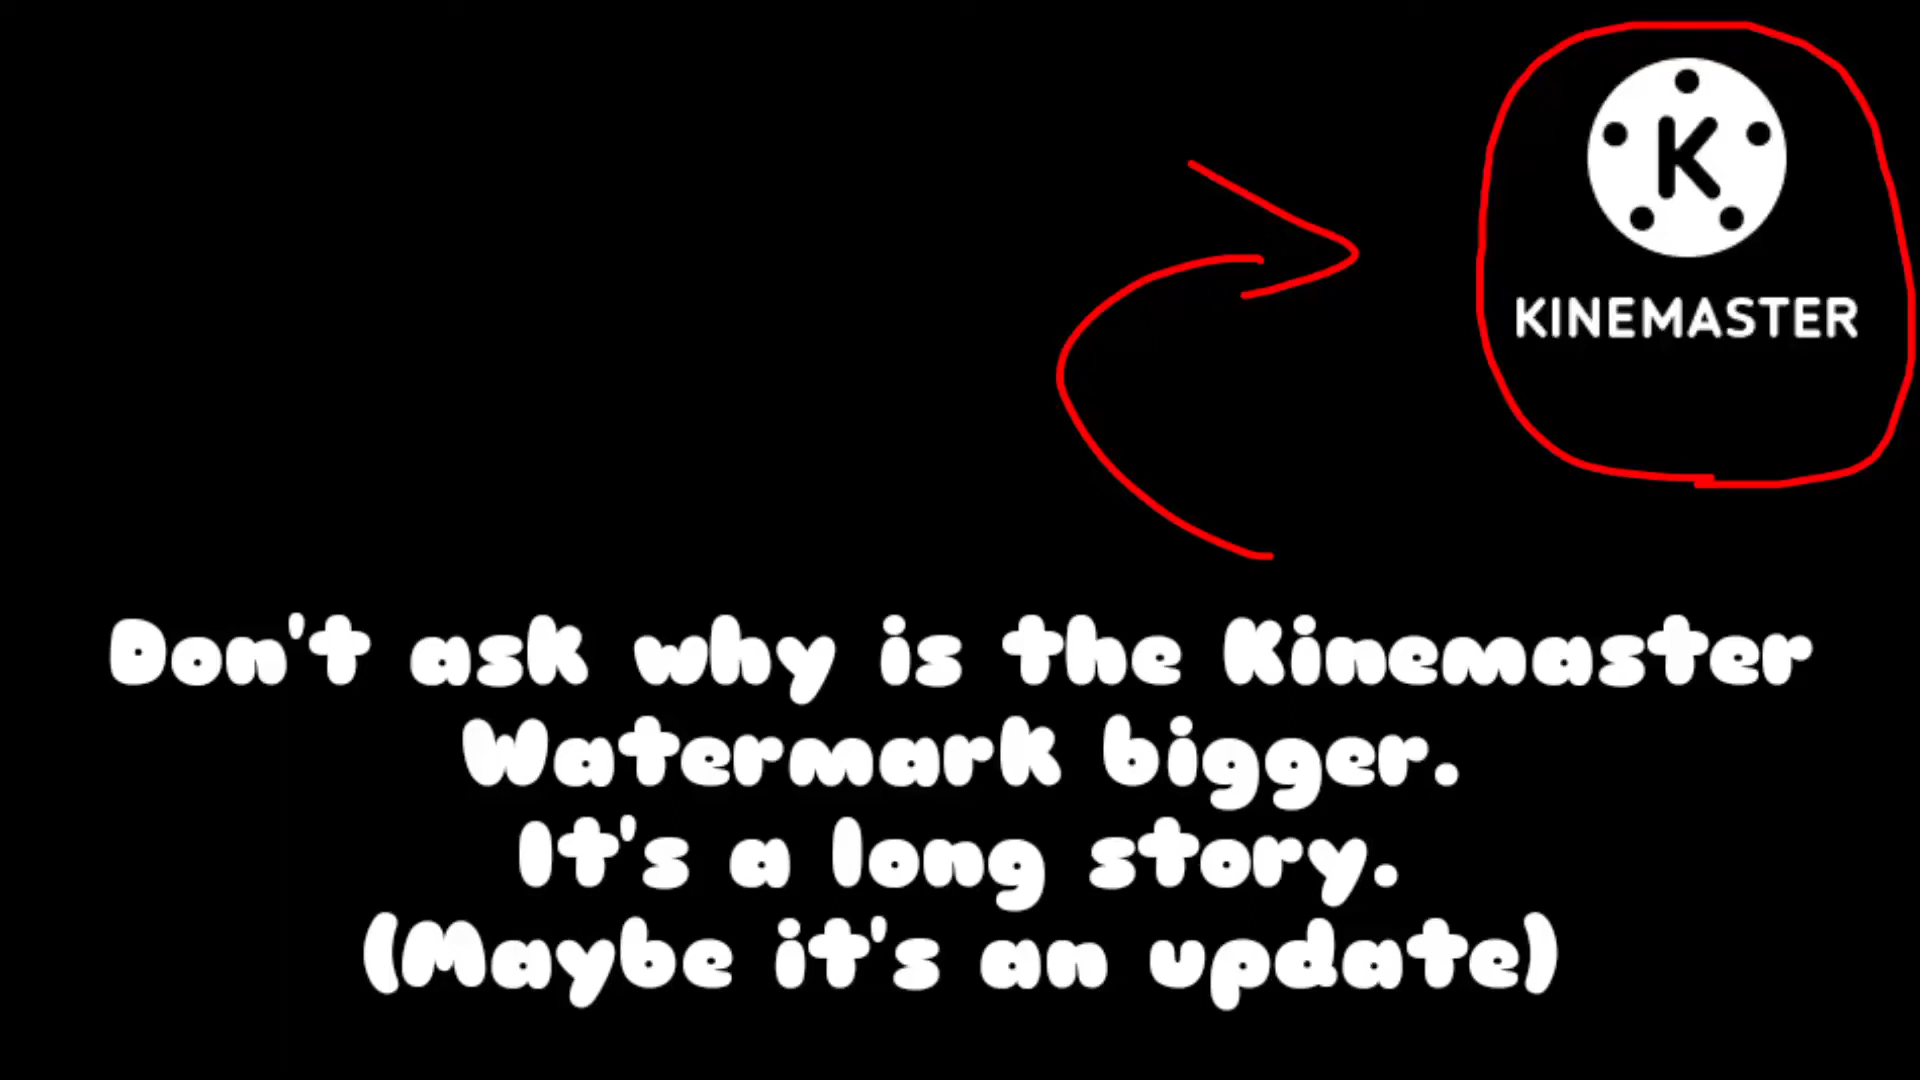 K
KINEMASTER
Don't ask why is the Kinemaster
Watermark bigger.
It's a long story.
(Maybe it's an update)